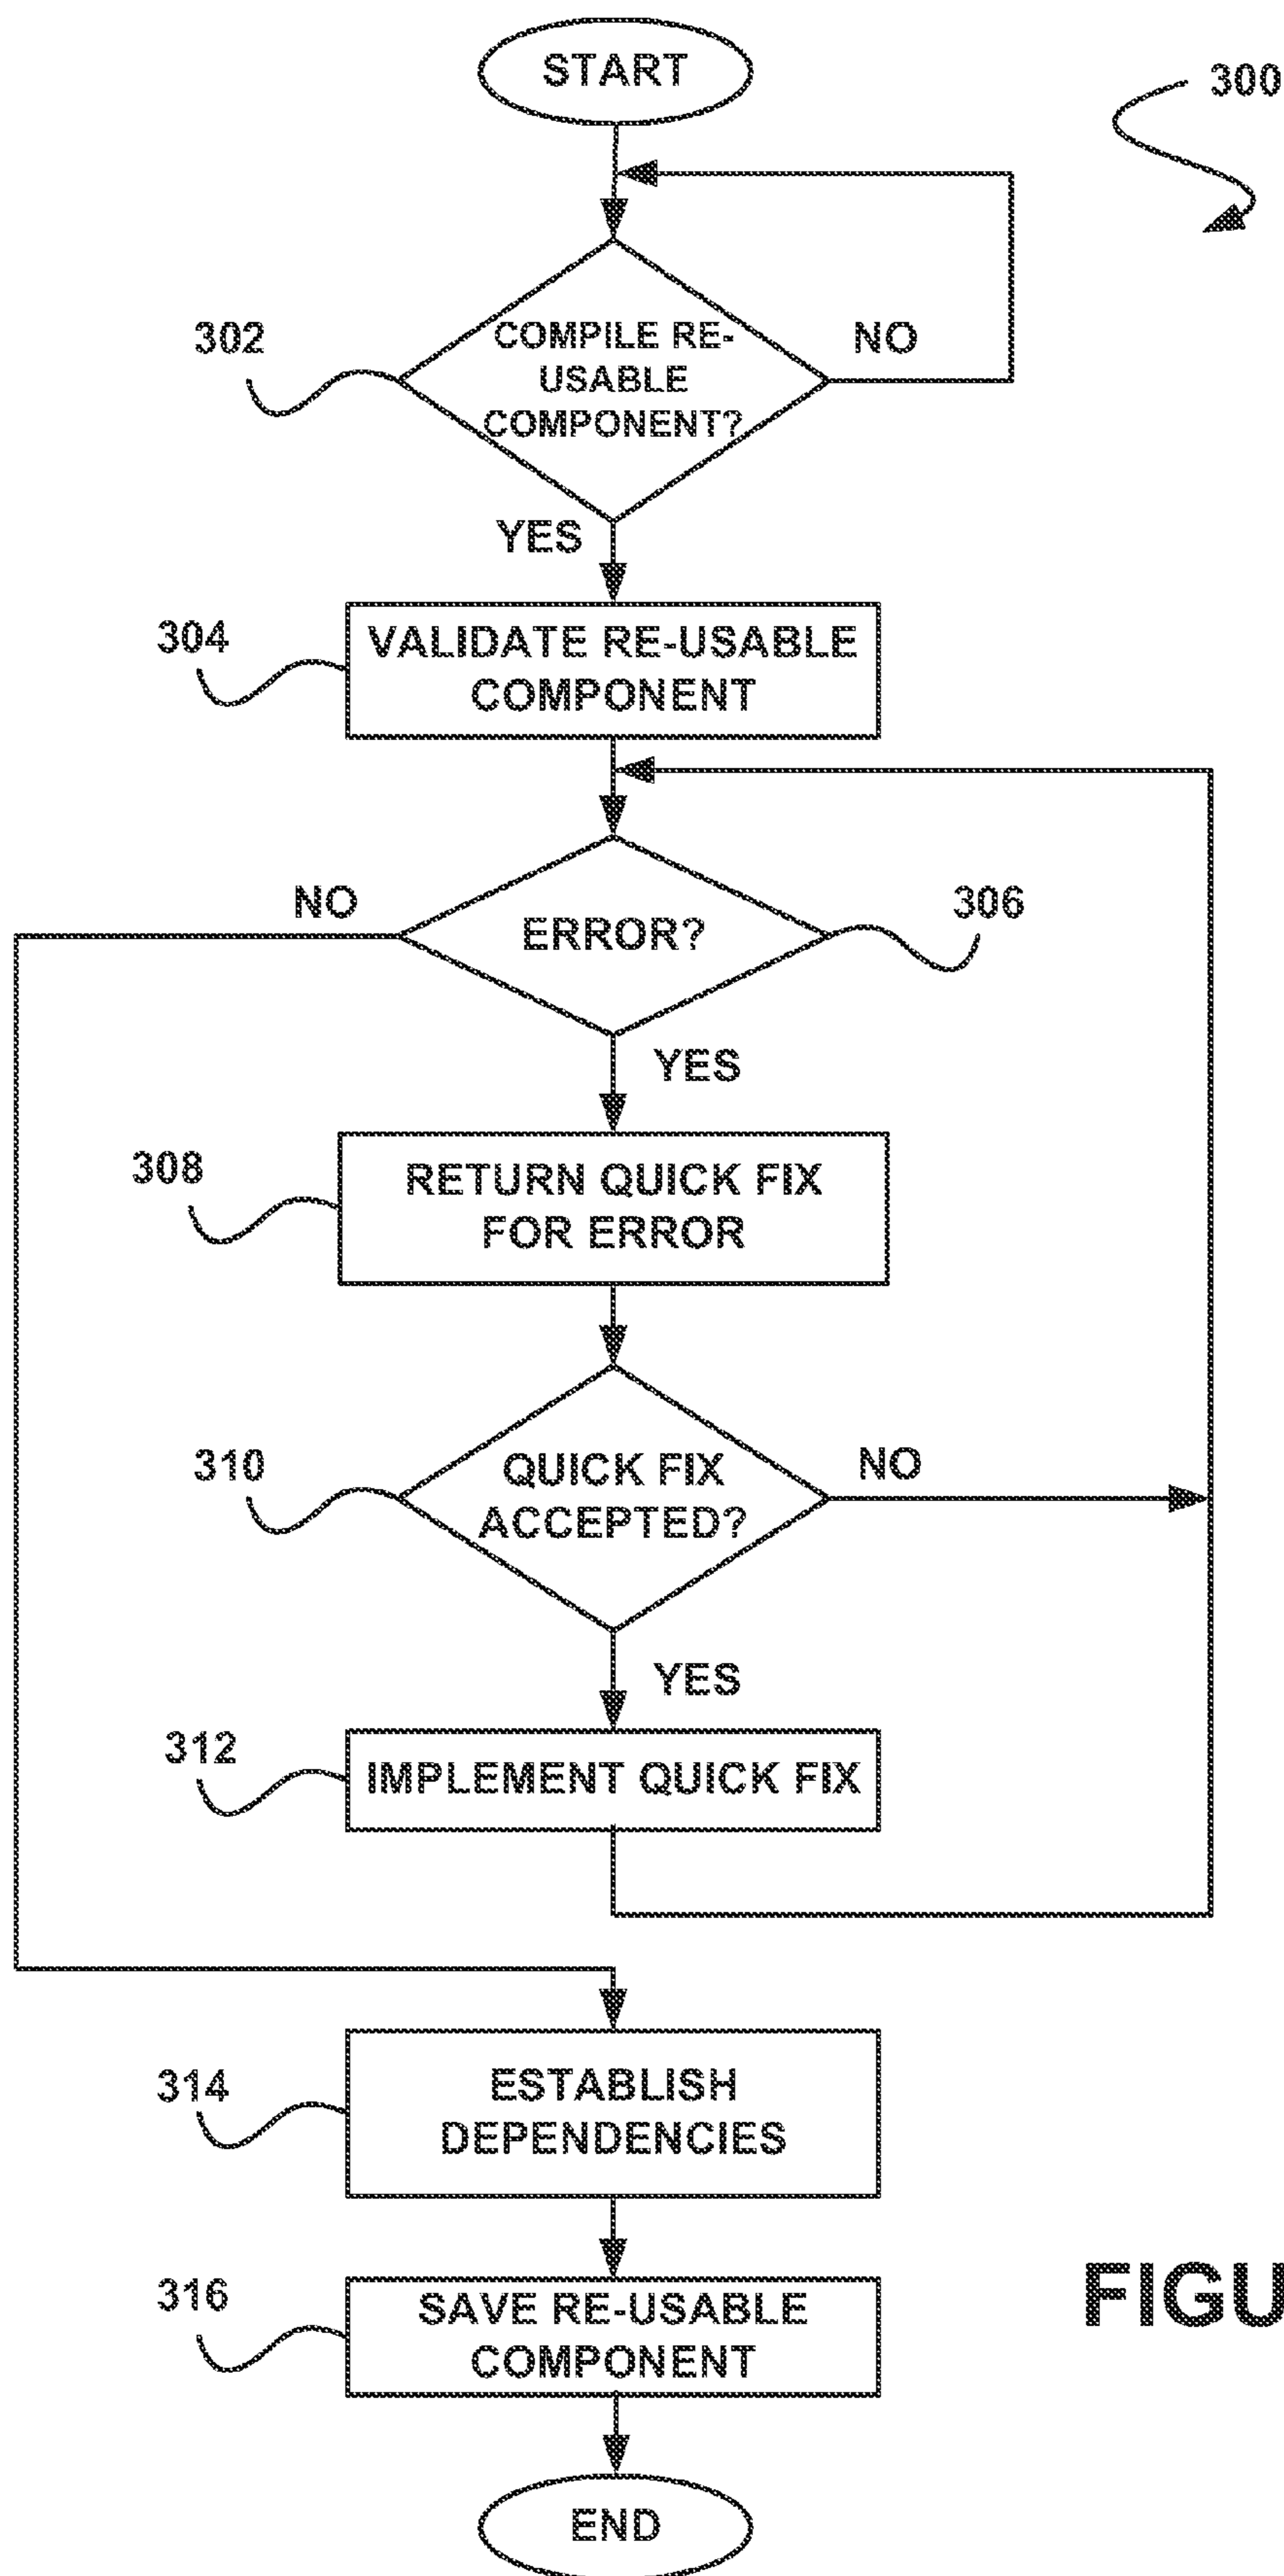 START
300
302
COMPILE RE-
USABLE
COMPONENT?
NO
YES
304
VALIDATE RE-USABLE
COMPONENT
NO
ERROR?
306
YES
308
RETURN QUICK FIX
FOR ERROR
310
QUICK FIX
ACCEPTED?
NO
YES
312
IMPLEMENT QUICK FIX
314
ESTABLISH
DEPENDENCIES
316
SAVE RE-USABLE
COMPONENT
FIGU
END